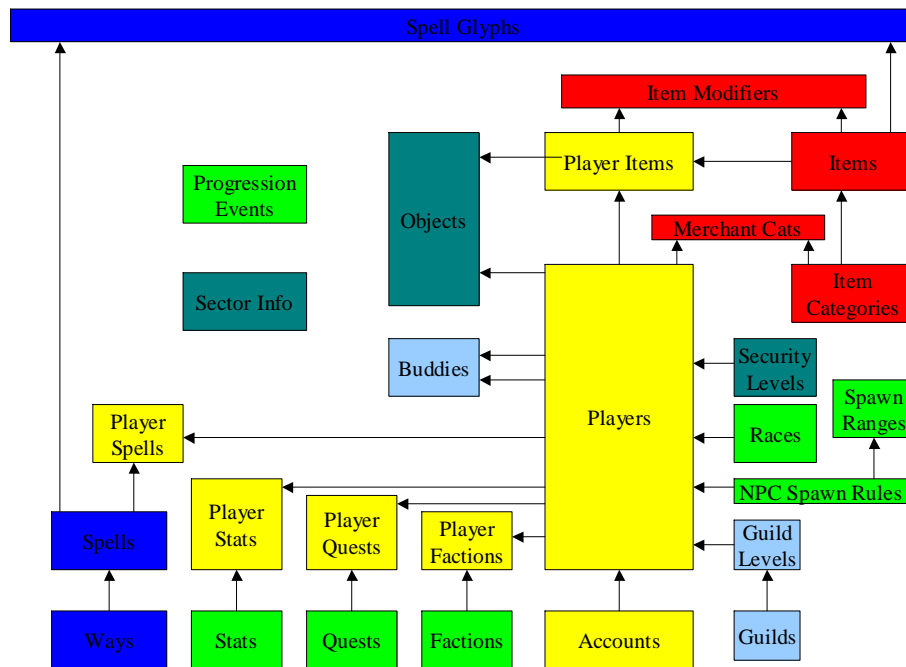 Spell Glyphs
Item Modifiers
Player Items
Items
Progression
Events
Objects
Merchant Cats
Sector Info
Item
Categories
Buddies
Security
Levels
Players
Spawn
Ranges
Player
Spells
Races
NPC Spawn Rules
Player
Stats
Player
Quests
Player
Factions
Spells
Guild
Levels
Ways
Stats
Quests
Factions
Accounts
Guilds